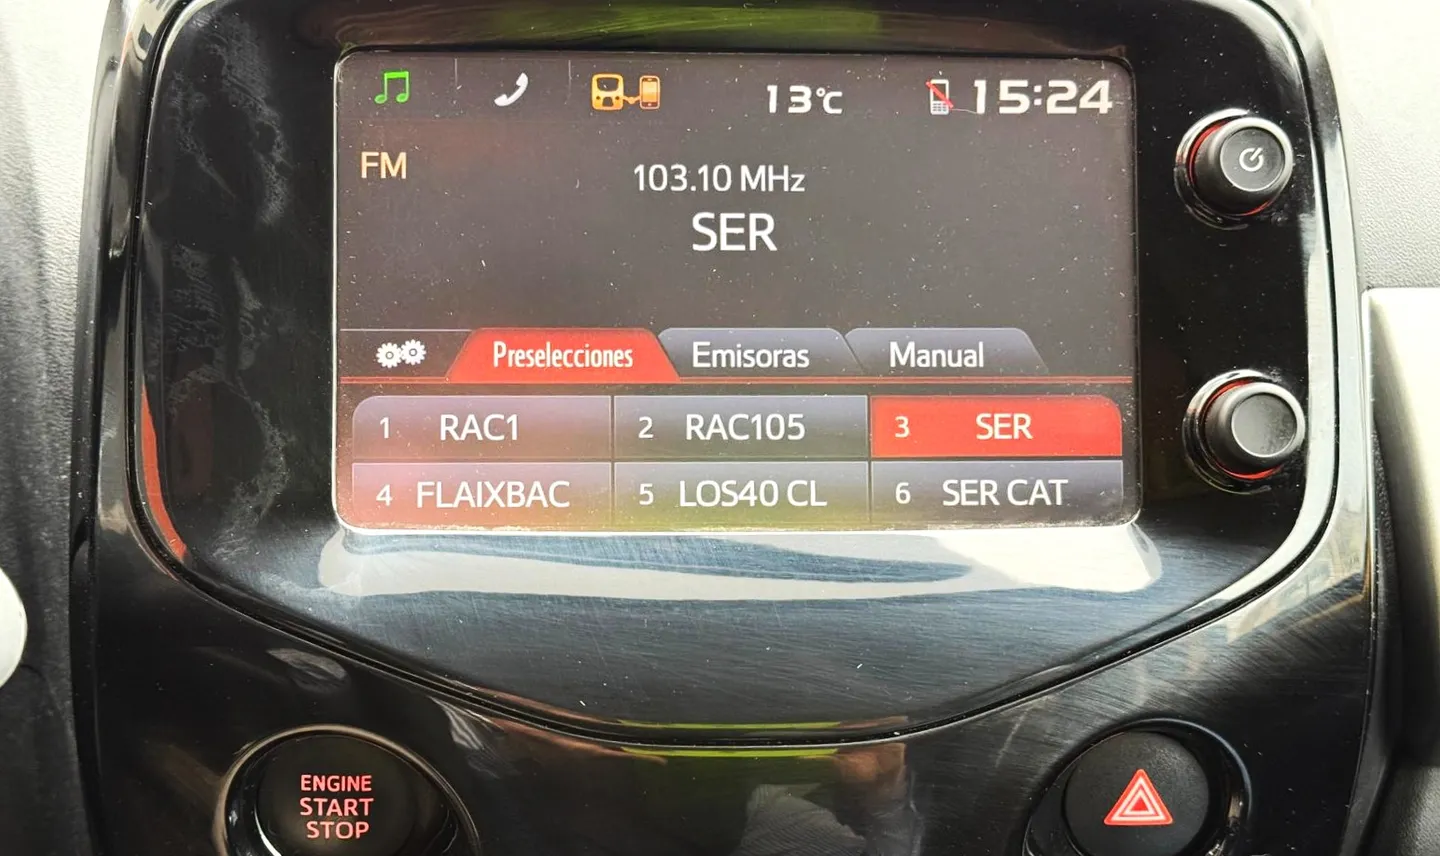 13°C 15:24
FM
103.10 MHz
SER
Preselecciones Emisoras Manual
1 RAC1 2 RAC105 3 SER
4 FLAIXBAC 5 LOS40 CL 6 SER CAT
ENGINE
START
STOP